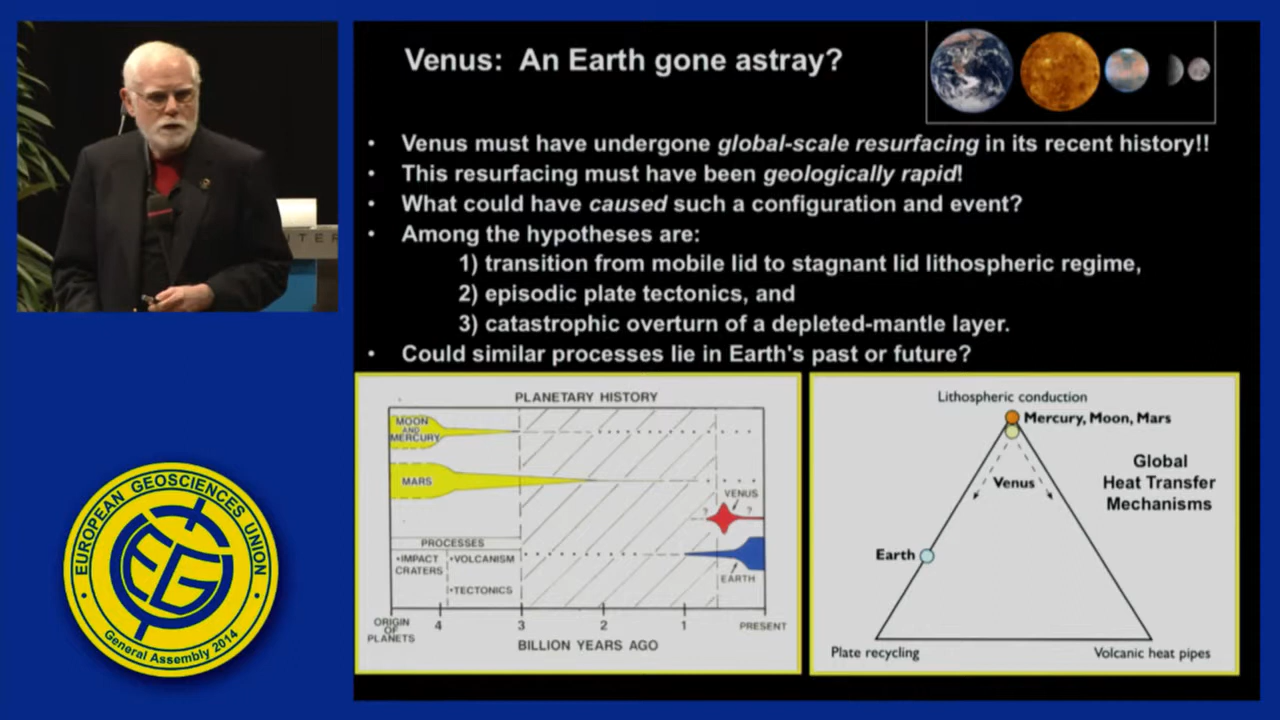 Venus: An Earth gone astray?
• Venus must have undergone global-scale resurfacing in its recent history!!
• This resurfacing must have been geologically rapid!
• What could have caused such a configuration and event?
• Among the hypotheses are:
1) transition from mobile lid to stagnant lid lithospheric regime,
2) episodic plate tectonics, and
3) catastrophic overturn of a depleted-mantle layer.
• Could similar processes lie in Earth's past or future?
PLANETARY HISTORY
MOON
AND
MERCURY
MARS
VENUS
? ?
EARTH
PROCESSES
•IMPACT
CRATERS
•VOLCANISM
•TECTONICS
ORIGIN
OF
PLANETS
4 3 2 1 PRESENT
BILLION YEARS AGO
Lithospheric conduction
Mercury, Moon, Mars
Global
Heat Transfer
Mechanisms
Venus
Earth
Plate recycling
Volcanic heat pipes
EUROPEAN GEOSCIENCES UNION
EGU
General Assembly 2014